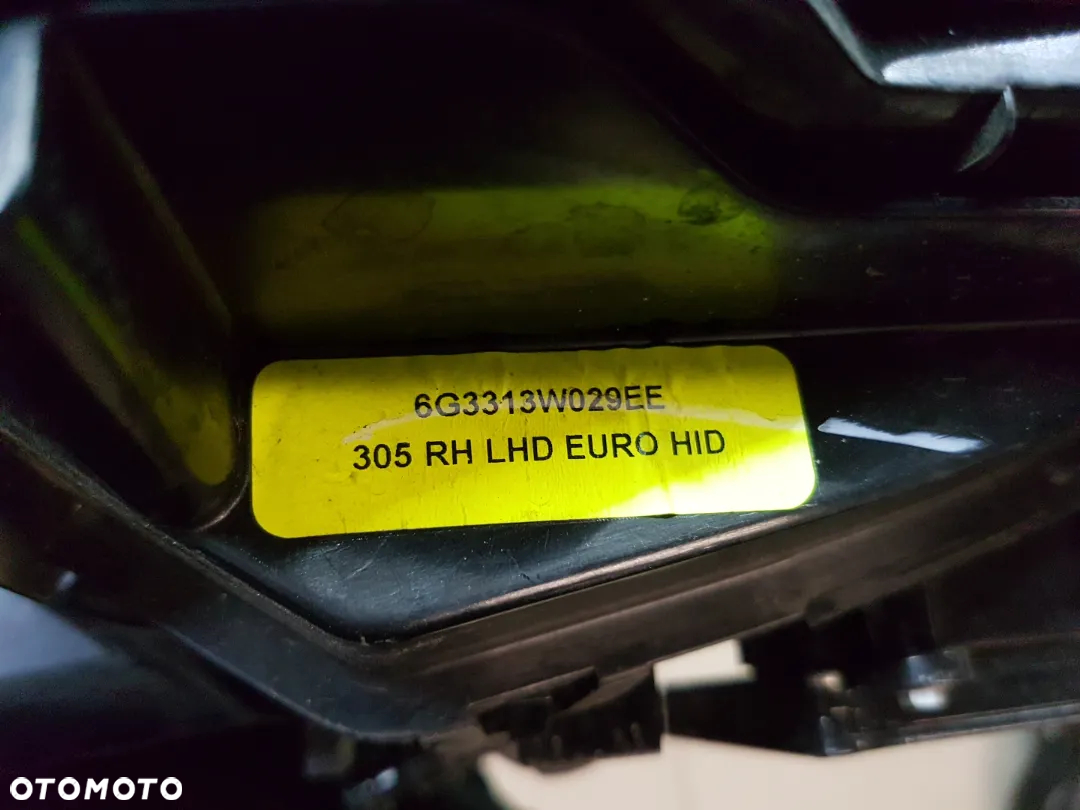 6G3313W029EE
305 RH LHD EURO HID
OTOMOTO